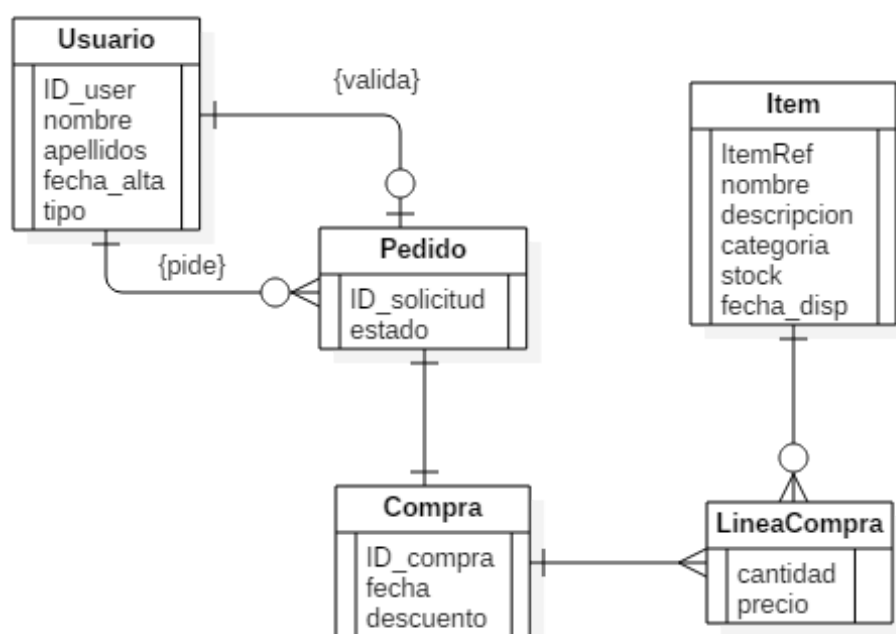 Usuario
ID_user
nombre
apellidos
fecha_alta
tipo
{valida}
{pide}
Pedido
ID_solicitud
estado
Item
ItemRef
nombre
descripcion
categoria
stock
fecha_disp
Compra
ID_compra
fecha
descuento
LineaCompra
cantidad
precio